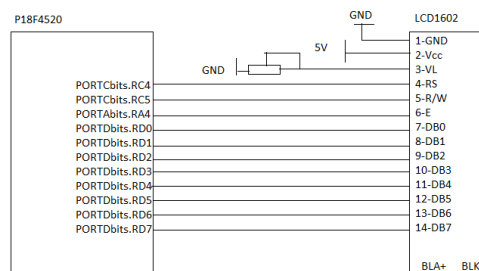 P18F4520
GND
LCD1602
1-GND
5V
2-Vcc
GND
3-VL
PORTCbits.RC4
4-RS
PORTCbits.RC5
5-R/W
PORTAbits.RA4
6-E
PORTDbits.RD0
7-DB0
PORTDbits.RD1
8-DB1
PORTDbits.RD2
9-DB2
PORTDbits.RD3
10-DB3
PORTDbits.RD4
11-DB4
PORTDbits.RD5
12-DB5
PORTDbits.RD6
13-DB6
PORTDbits.RD7
14-DB7
BLA+ BLK